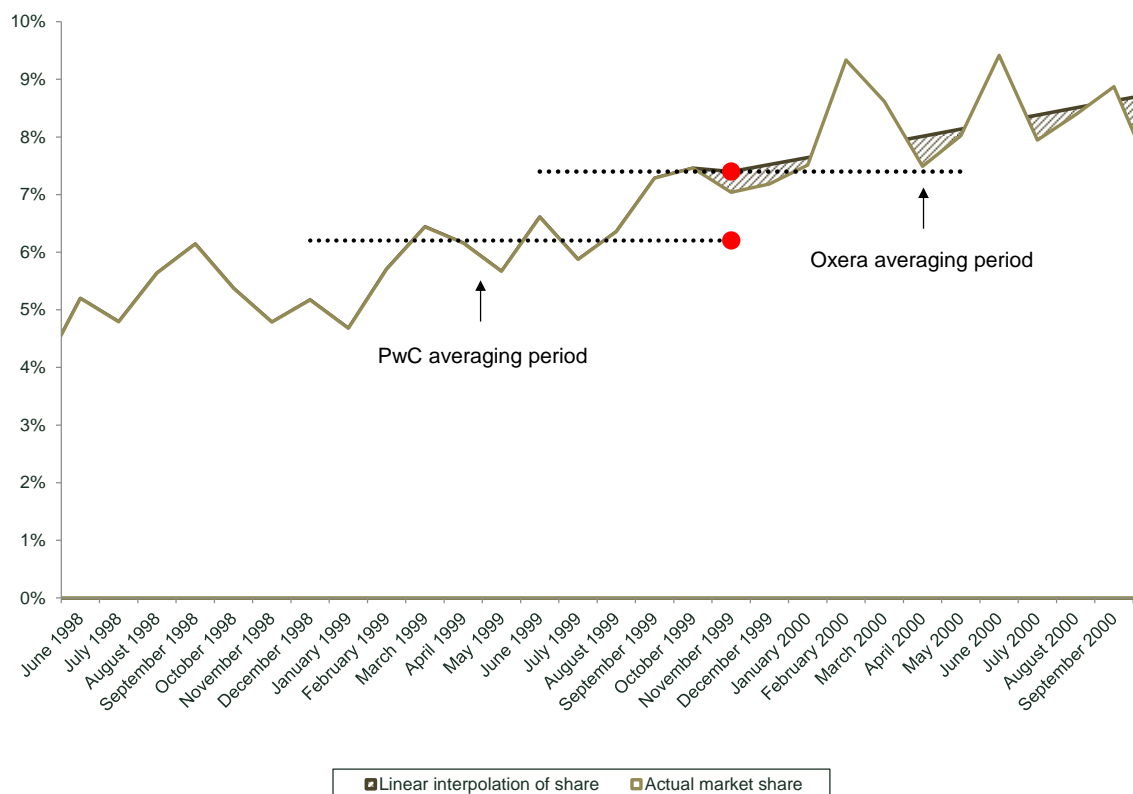 10%
9%
8%
7%
6%
5%
4%
3%
2%
1%
0%
Oxera averaging period
PwC averaging period
June 1998
July 1998
August 1998
September 1998
October 1998
November 1998
December 1998
January 1999
February 1999
March 1999
April 1999
May 1999
June 1999
July 1999
August 1999
September 1999
October 1999
November 1999
December 1999
January 2000
February 2000
March 2000
April 2000
May 2000
June 2000
July 2000
August 2000
September 2000
Linear interpolation of share
Actual market share